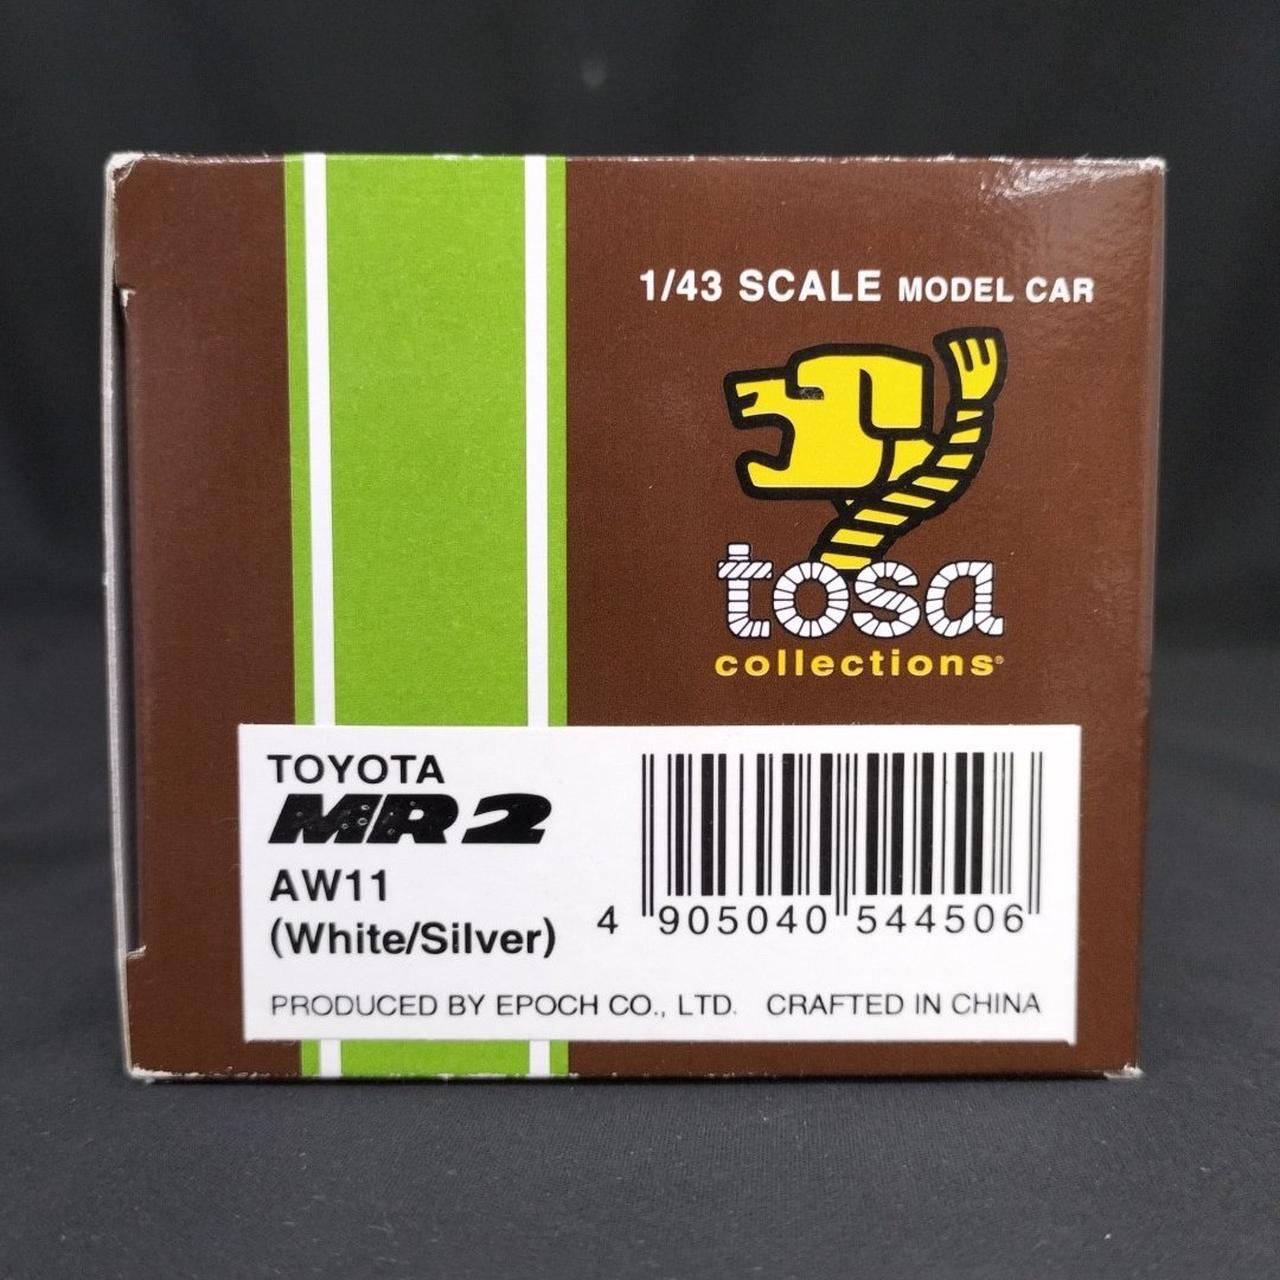 1/43 SCALE MODEL CAR
tosa
collections®
TOYOTA
MR2
AW11
(White/Silver)
4 905040 544506
PRODUCED BY EPOCH CO., LTD. CRAFTED IN CHINA